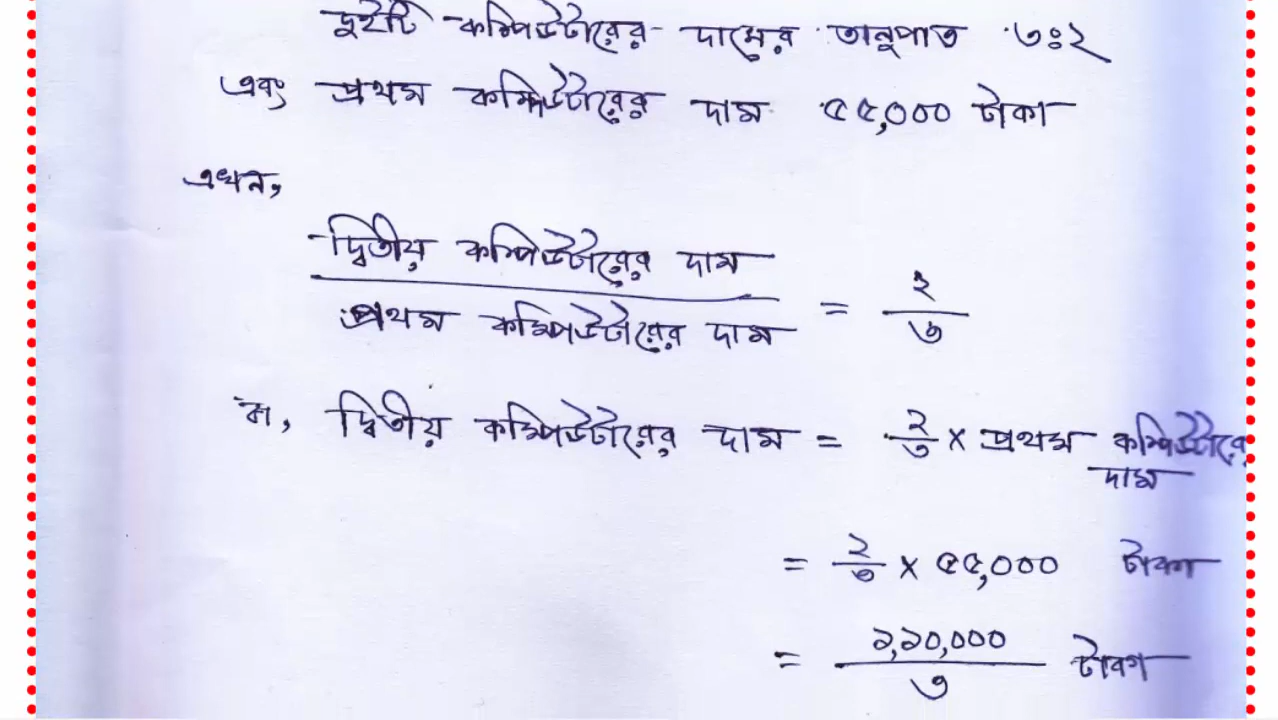 দুইটি কম্পিউটারের দামের অনুপাত ৩ঃ২
এবং প্রথম কম্পিউটারের দাম ৫৫,০০০ টাকা
এখন,
দ্বিতীয় কম্পিউটারের দাম
প্রথম কম্পিউটারের দাম = ২/৩
বা, দ্বিতীয় কম্পিউটারের দাম = ২/৩ × প্রথম কম্পিউটারের
দাম
= ২/৩ × ৫৫,০০০ টাকা
= ১,১০,০০০/৩ টাকা